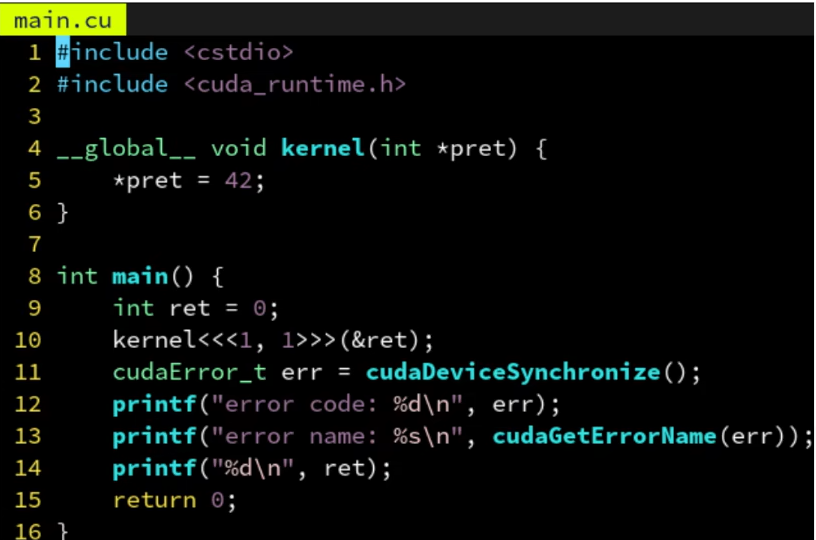 main.cu
1 #include <cstdio>
2 #include <cuda_runtime.h>
3
4 __global__ void kernel(int *pret) {
5     *pret = 42;
6 }
7
8 int main() {
9     int ret = 0;
10     kernel<<<1, 1>>>(&ret);
11     cudaError_t err = cudaDeviceSynchronize();
12     printf("error code: %d\n", err);
13     printf("error name: %s\n", cudaGetErrorName(err));
14     printf("%d\n", ret);
15     return 0;
16 }